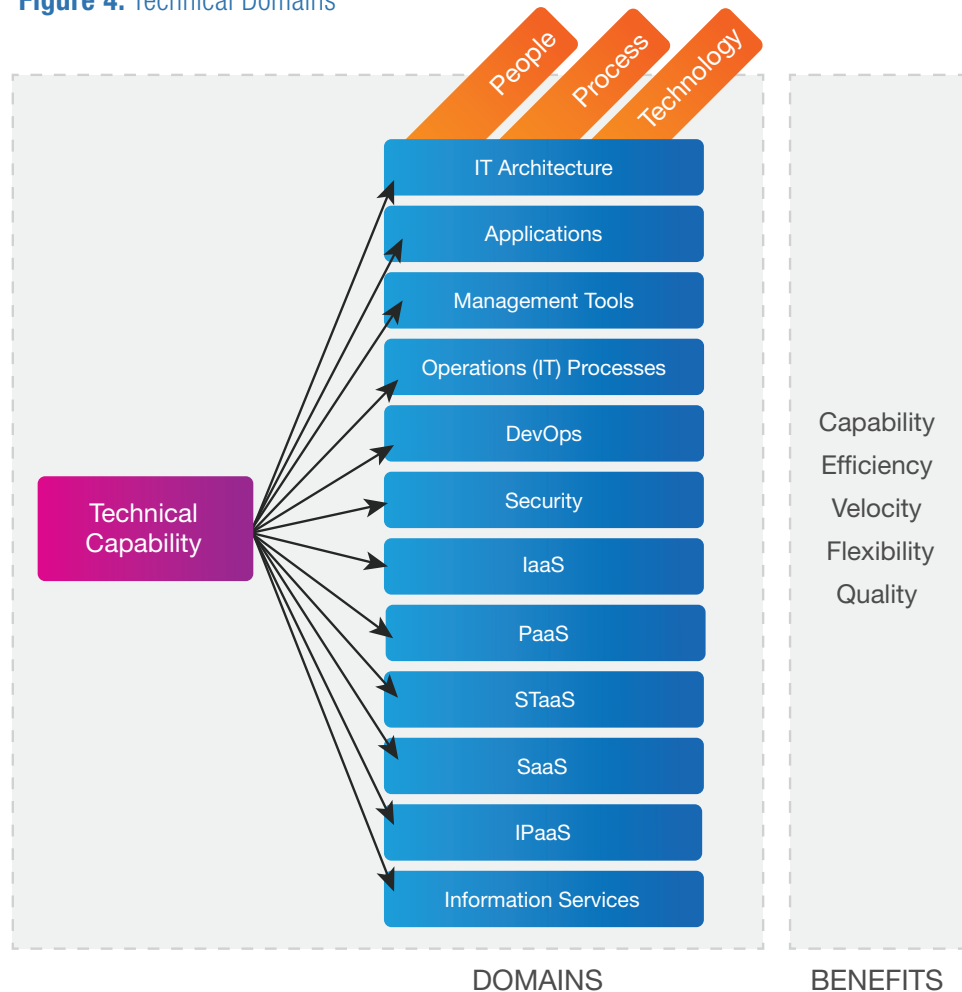 Figure 4. Technical Domains
People
Process
Technology
IT Architecture
Applications
Management Tools
Operations (IT) Processes
DevOps
Security
IaaS
PaaS
STaaS
SaaS
IPaaS
Information Services
Technical
Capability
Capability
Efficiency
Velocity
Flexibility
Quality
DOMAINS
BENEFITS